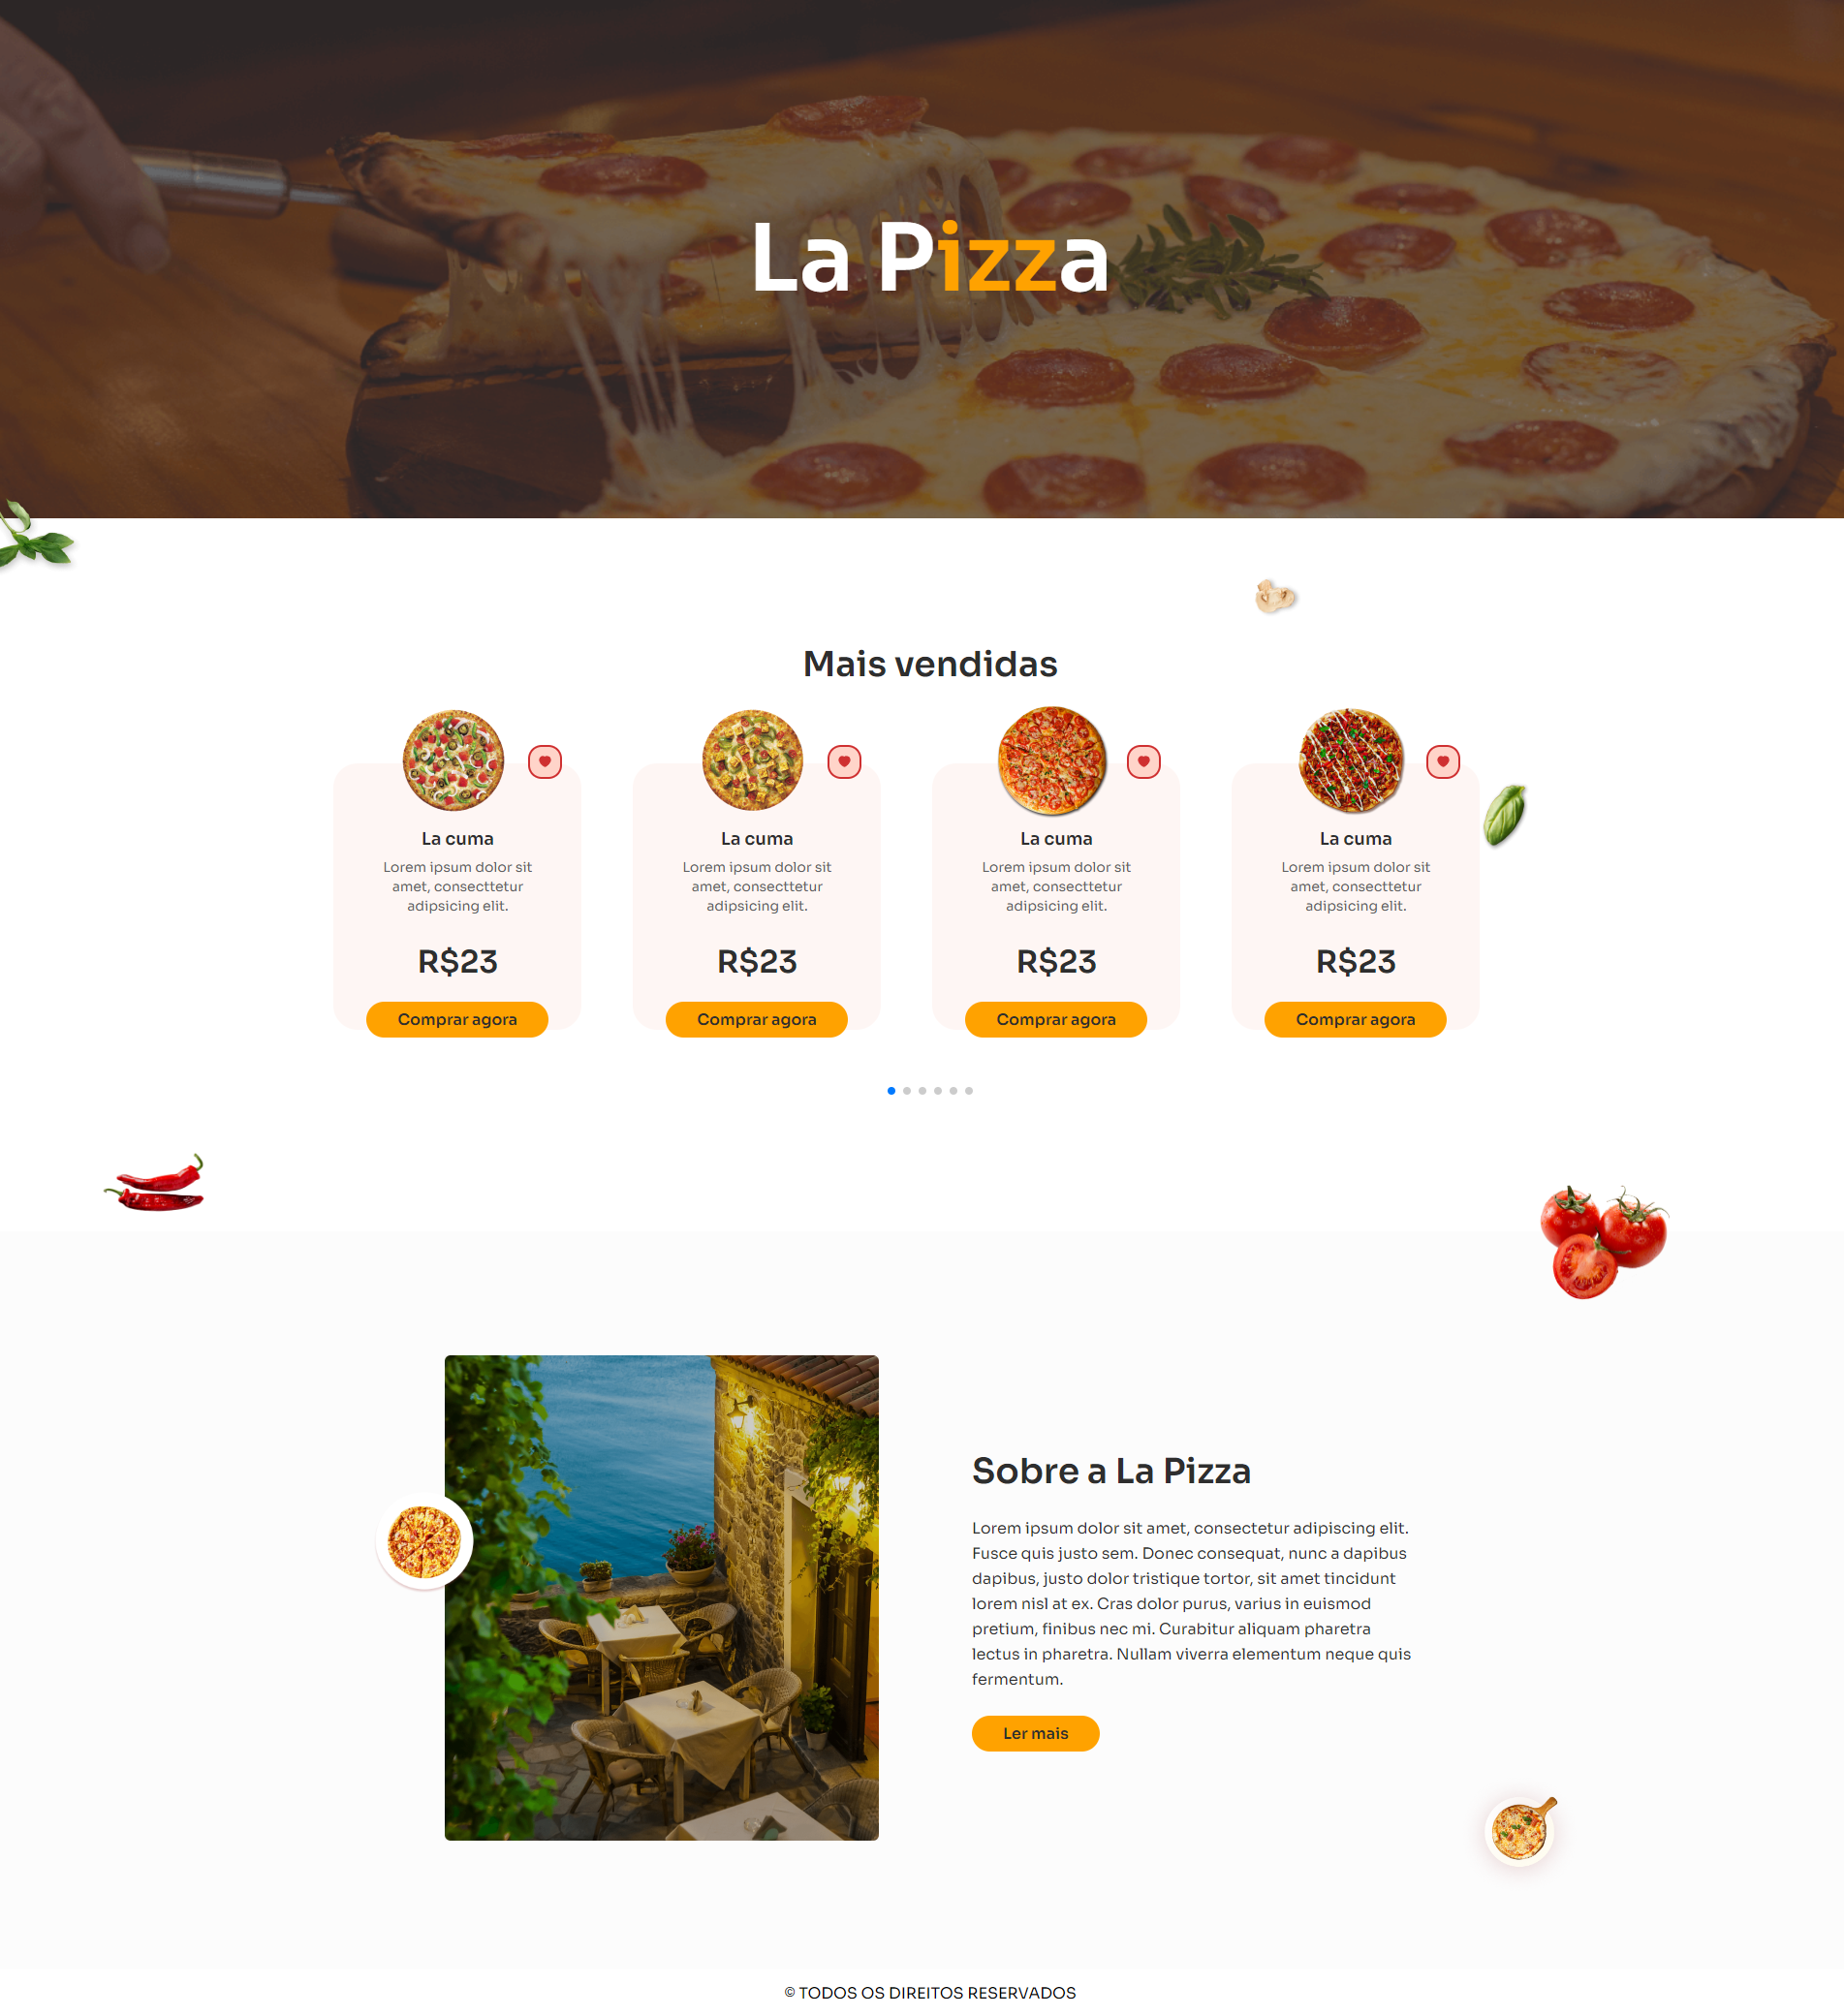 La Pizza
Mais vendidas
La cuma
Lorem ipsum dolor sit
amet, consecttetur
adipsicing elit.
R$23
Comprar agora
La cuma
Lorem ipsum dolor sit
amet, consecttetur
adipsicing elit.
R$23
Comprar agora
La cuma
Lorem ipsum dolor sit
amet, consecttetur
adipsicing elit.
R$23
Comprar agora
La cuma
Lorem ipsum dolor sit
amet, consecttetur
adipsicing elit.
R$23
Comprar agora
Sobre a La Pizza
Lorem ipsum dolor sit amet, consectetur adipiscing elit.
Fusce quis justo sem. Donec consequat, nunc a dapibus
dapibus, justo dolor tristique tortor, sit amet tincidunt
lorem nisl at ex. Cras dolor purus, varius in euismod
pretium, finibus nec mi. Curabitur aliquam pharetra
lectus in pharetra. Nullam viverra elementum neque quis
fermentum.
Ler mais
© TODOS OS DIREITOS RESERVADOS